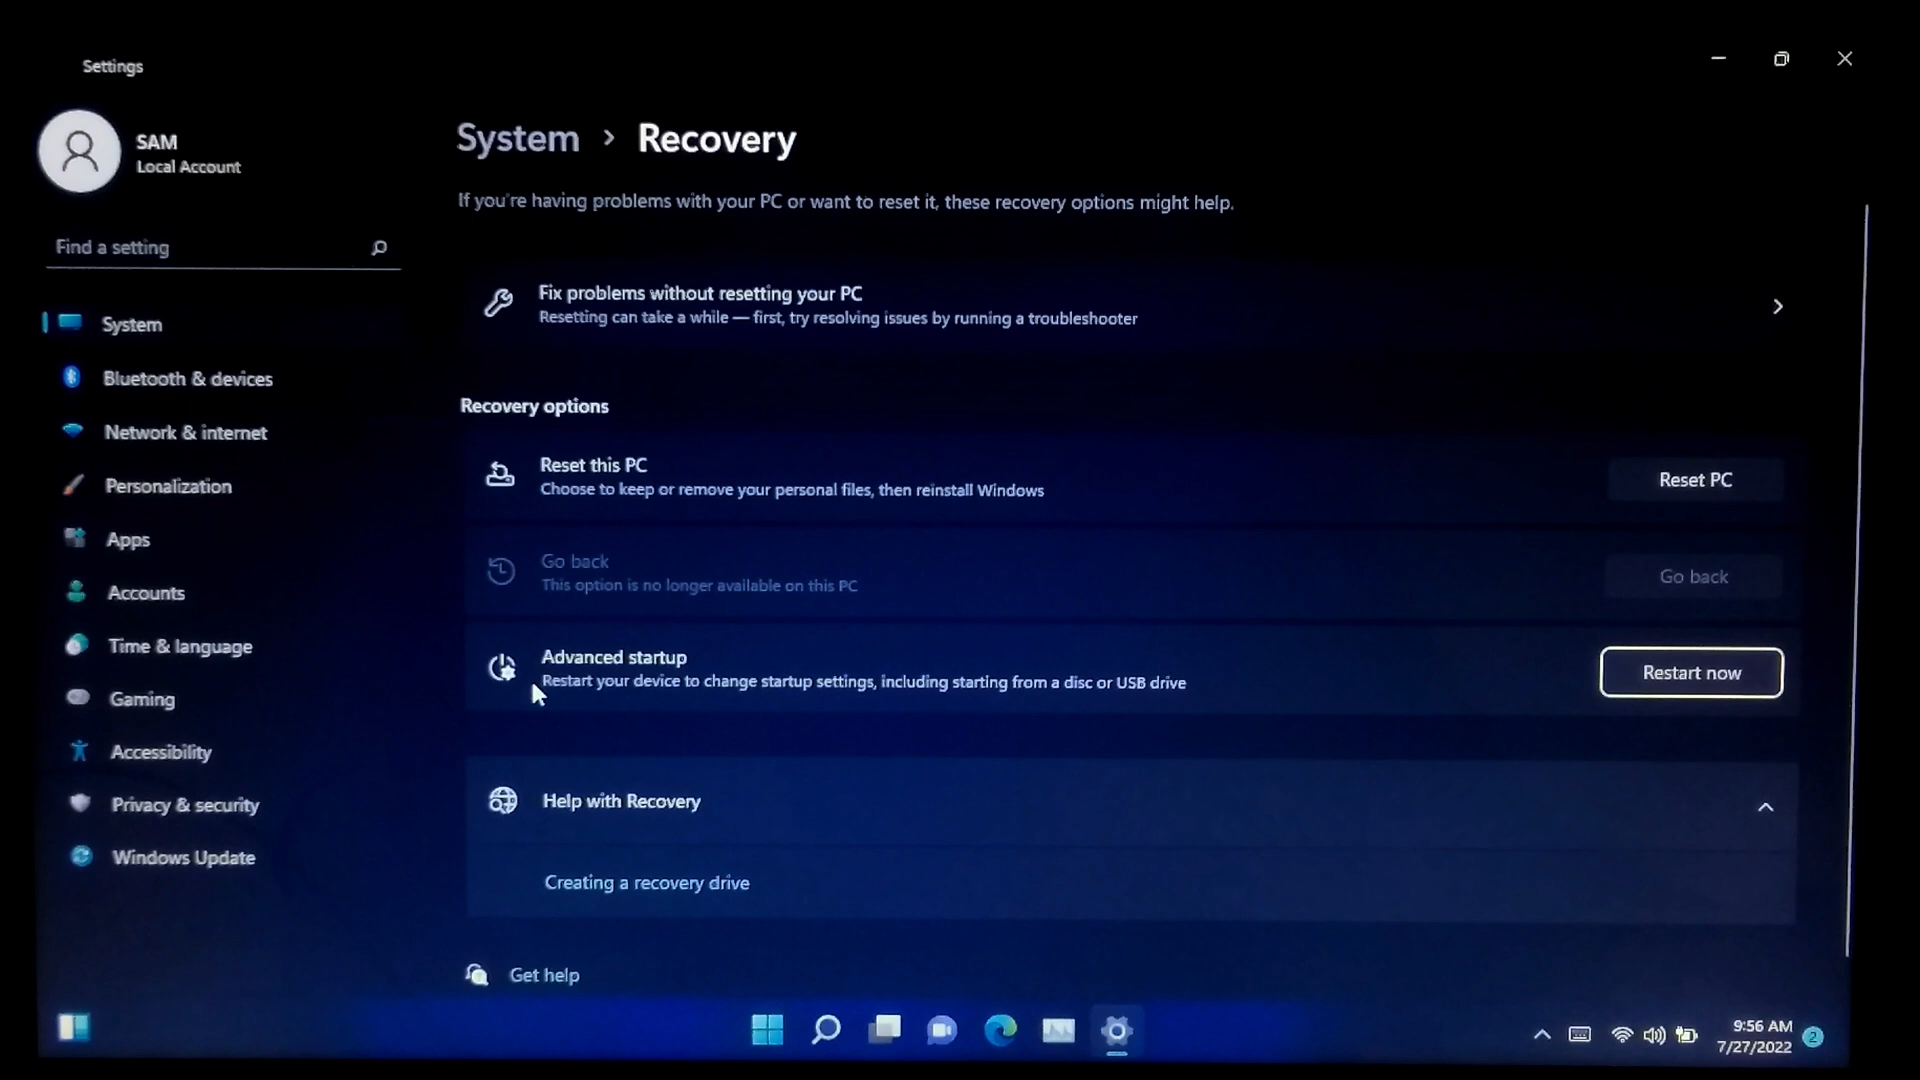 Settings
SAM
Local Account
Find a setting
System
Bluetooth & devices
Network & internet
Personalization
Apps
Accounts
Time & language
Gaming
Accessibility
Privacy & security
Windows Update
System > Recovery
If you're having problems with your PC or want to reset it, these recovery options might help.
Fix problems without resetting your PC
Resetting can take a while — first, try resolving issues by running a troubleshooter
Recovery options
Reset this PC
Choose to keep or remove your personal files, then reinstall Windows
Reset PC
Go back
This option is no longer available on this PC
Go back
Advanced startup
Restart your device to change startup settings, including starting from a disc or USB drive
Restart now
Help with Recovery
Creating a recovery drive
Get help
9:56 AM
7/27/2022
2